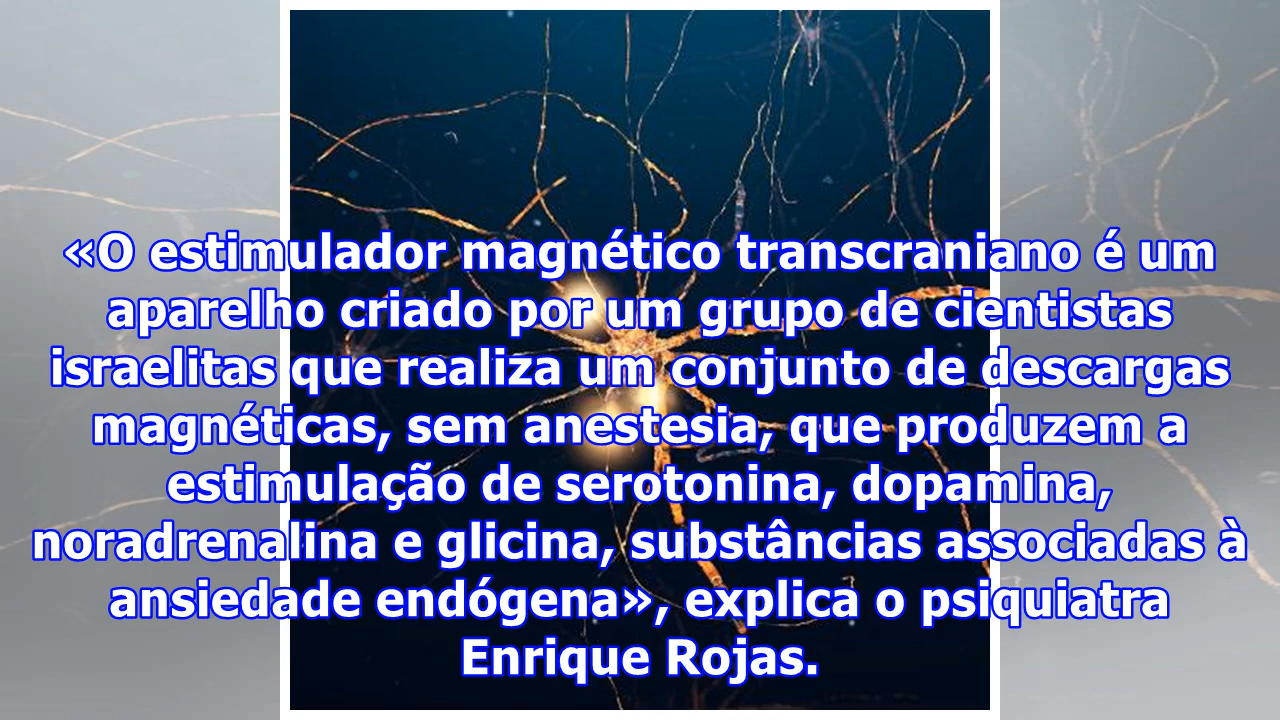 «O estimulador magnético transcraniano é um
aparelho criado por um grupo de cientistas
israelitas que realiza um conjunto de descargas
magnéticas, sem anestesia, que produzem a
estimulação de serotonina, dopamina,
noradrenalina e glicina, substâncias associadas à
ansiedade endógena», explica o psiquiatra
Enrique Rojas.